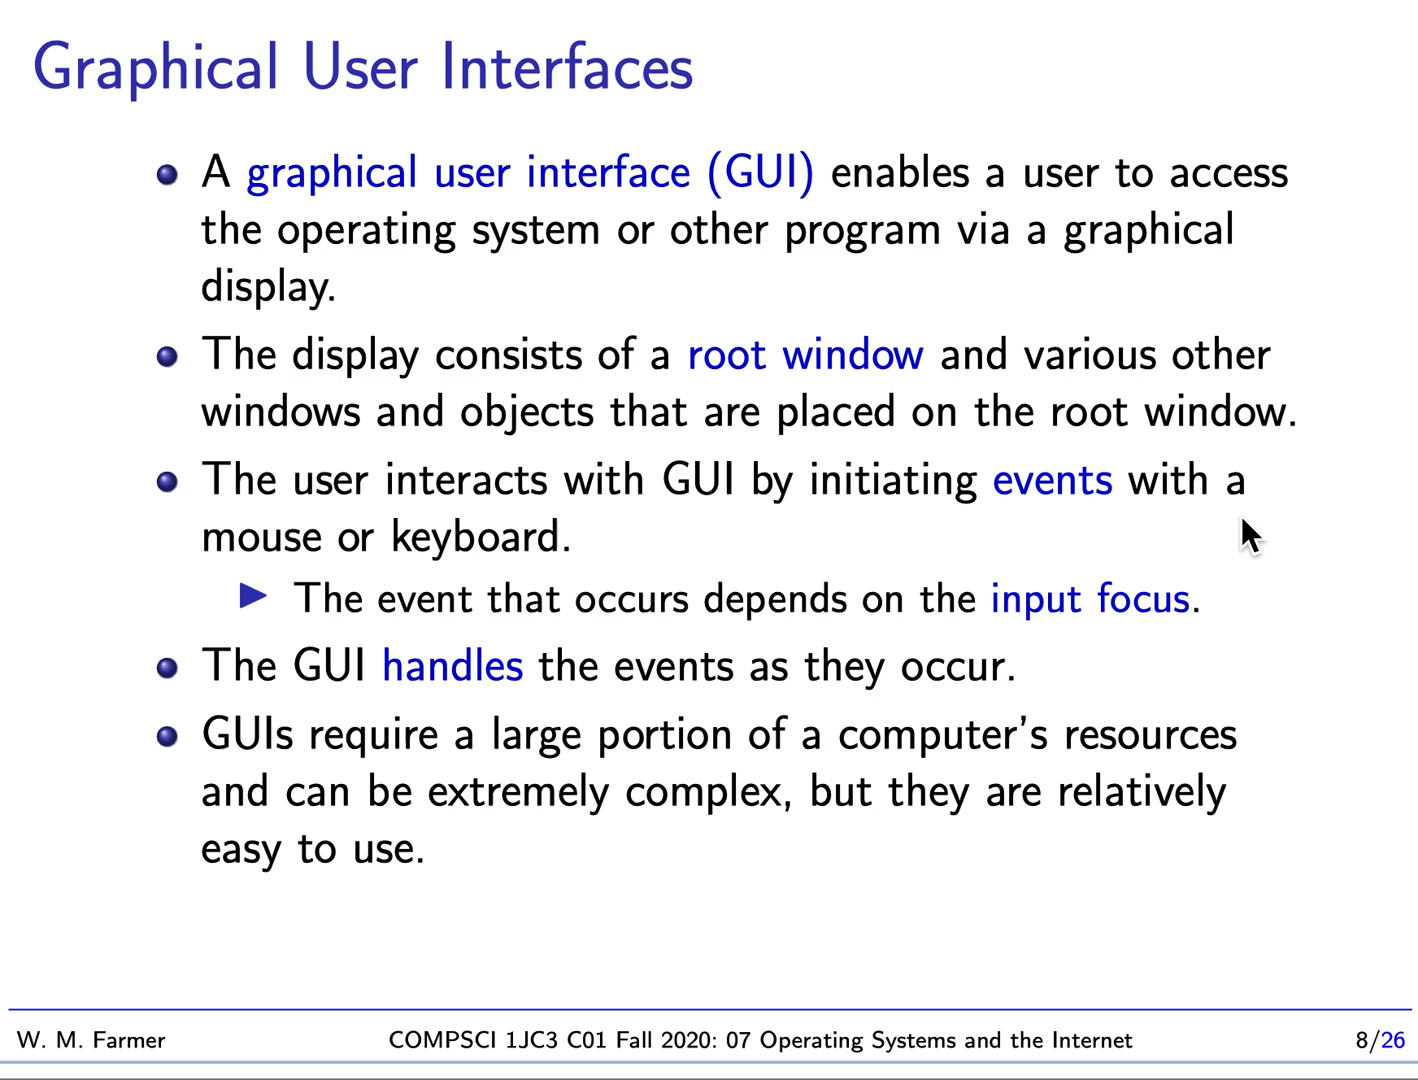 Graphical User Interfaces
A graphical user interface (GUI) enables a user to access
the operating system or other program via a graphical
display.
The display consists of a root window and various other
windows and objects that are placed on the root window.
The user interacts with GUI by initiating events with a
mouse or keyboard.
The event that occurs depends on the input focus.
The GUI handles the events as they occur.
GUIs require a large portion of a computer's resources
and can be extremely complex, but they are relatively
easy to use.
W. M. Farmer COMPSCI 1JC3 C01 Fall 2020: 07 Operating Systems and the Internet 8/26